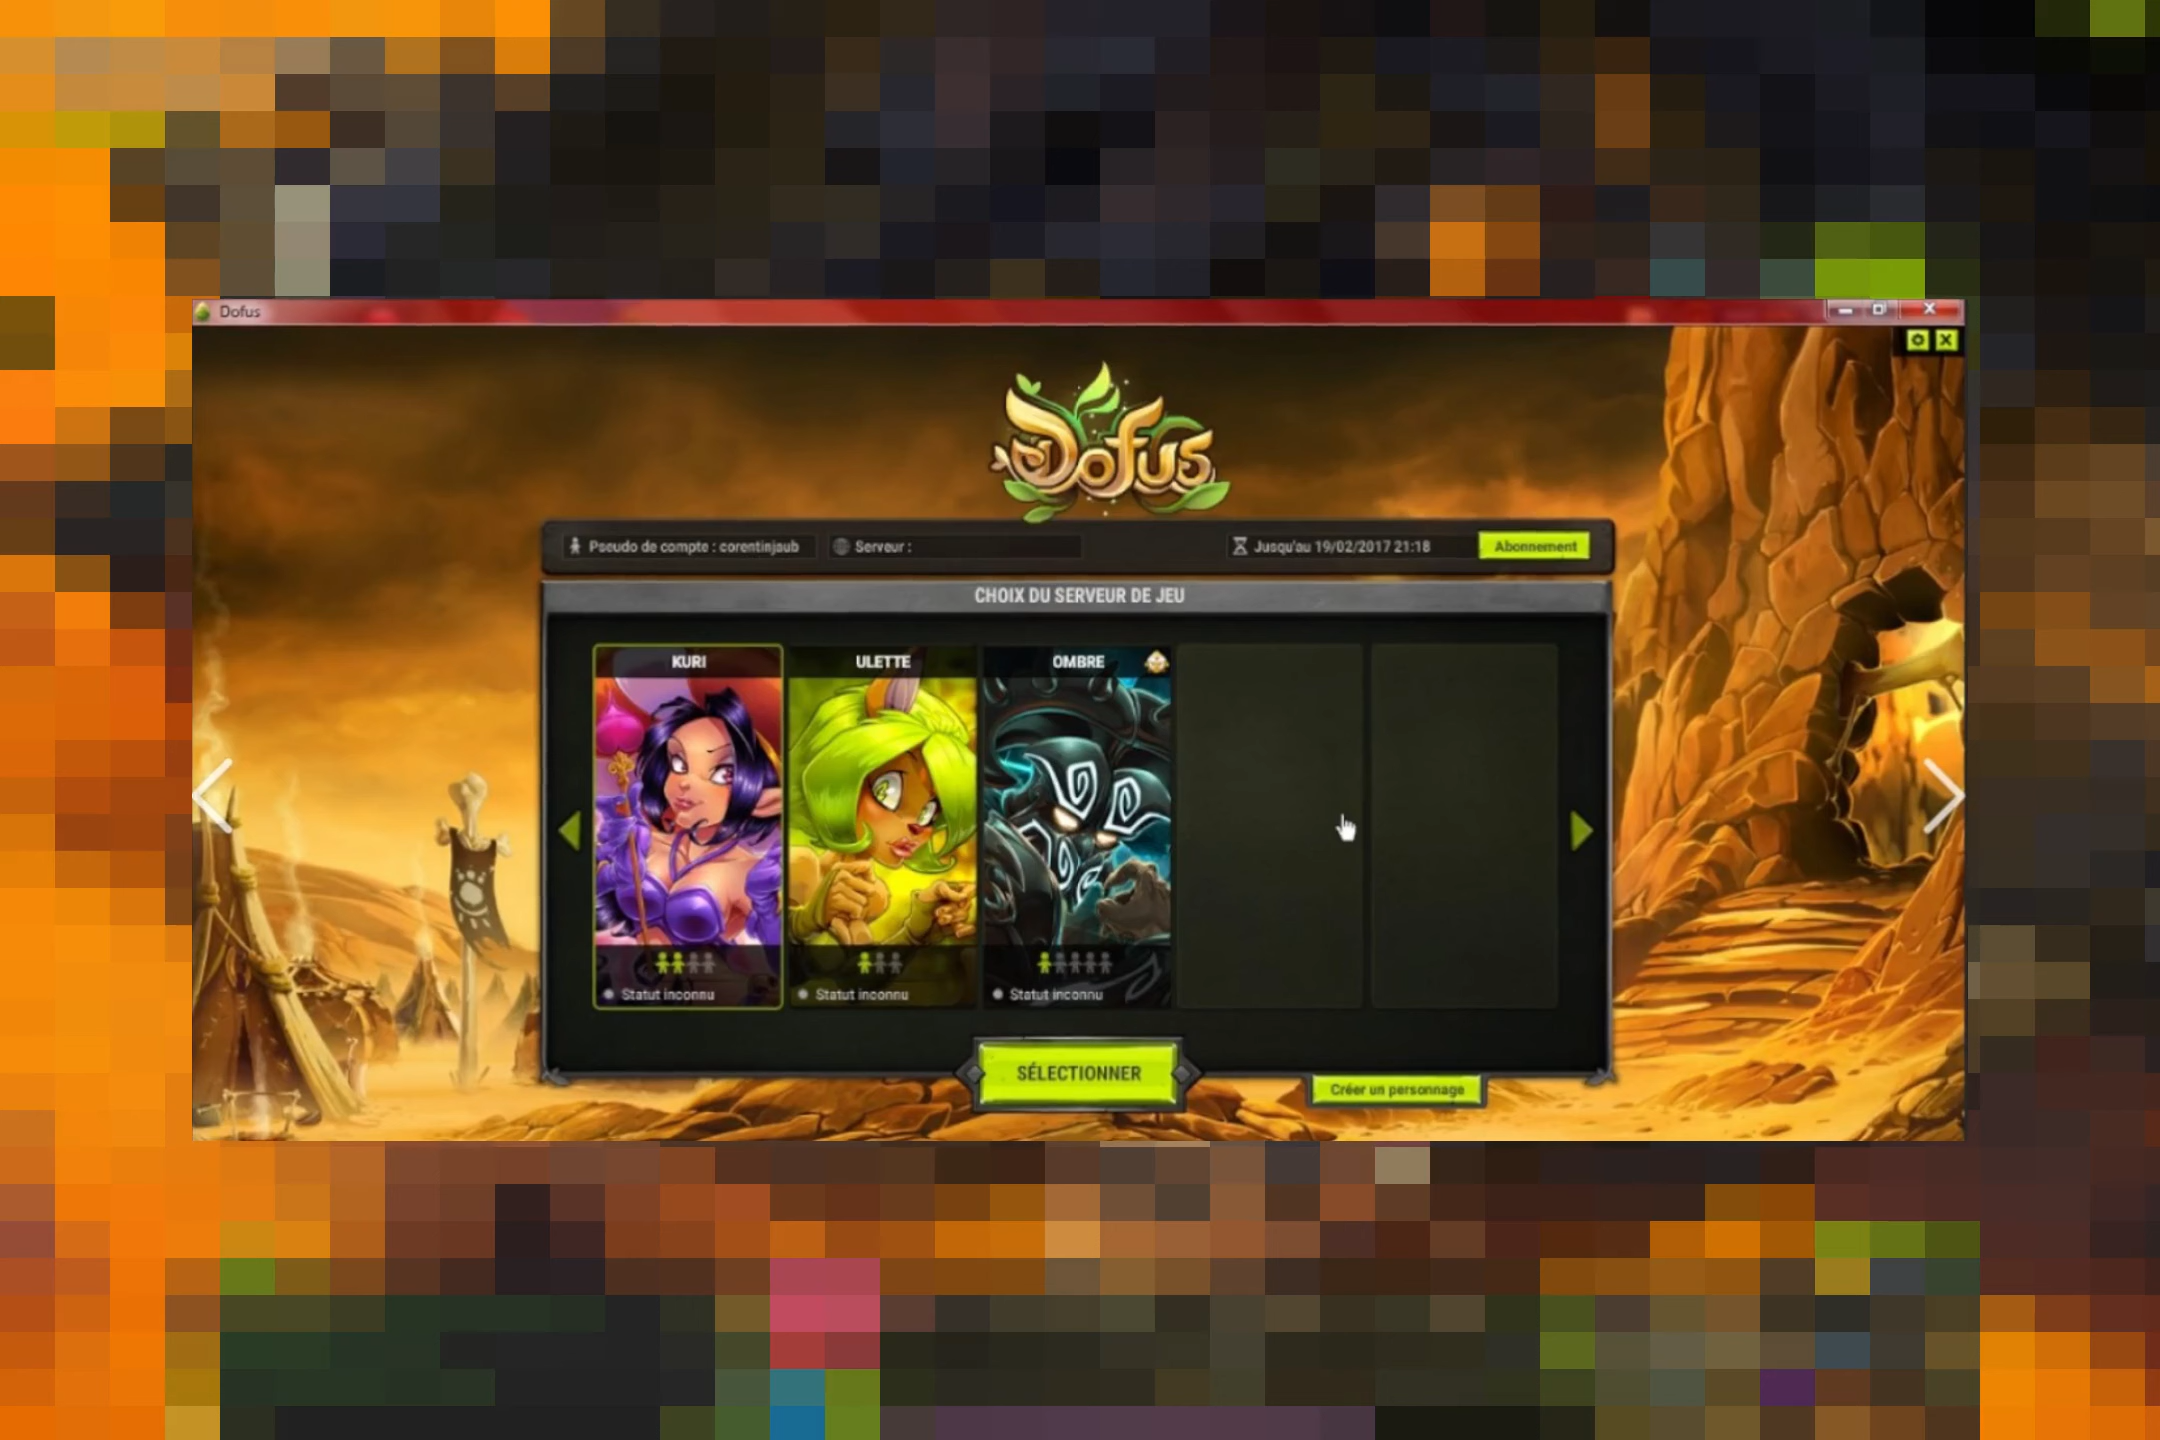 Dofus
Dofus
Pseudo de compte : corentinjaub
Serveur :
Jusqu'au 19/02/2017 21:18
Abonnement
CHOIX DU SERVEUR DE JEU
KURI
ULETTE
OMBRE
Statut inconnu
Statut inconnu
Statut inconnu
SÉLECTIONNER
Créer un personnage